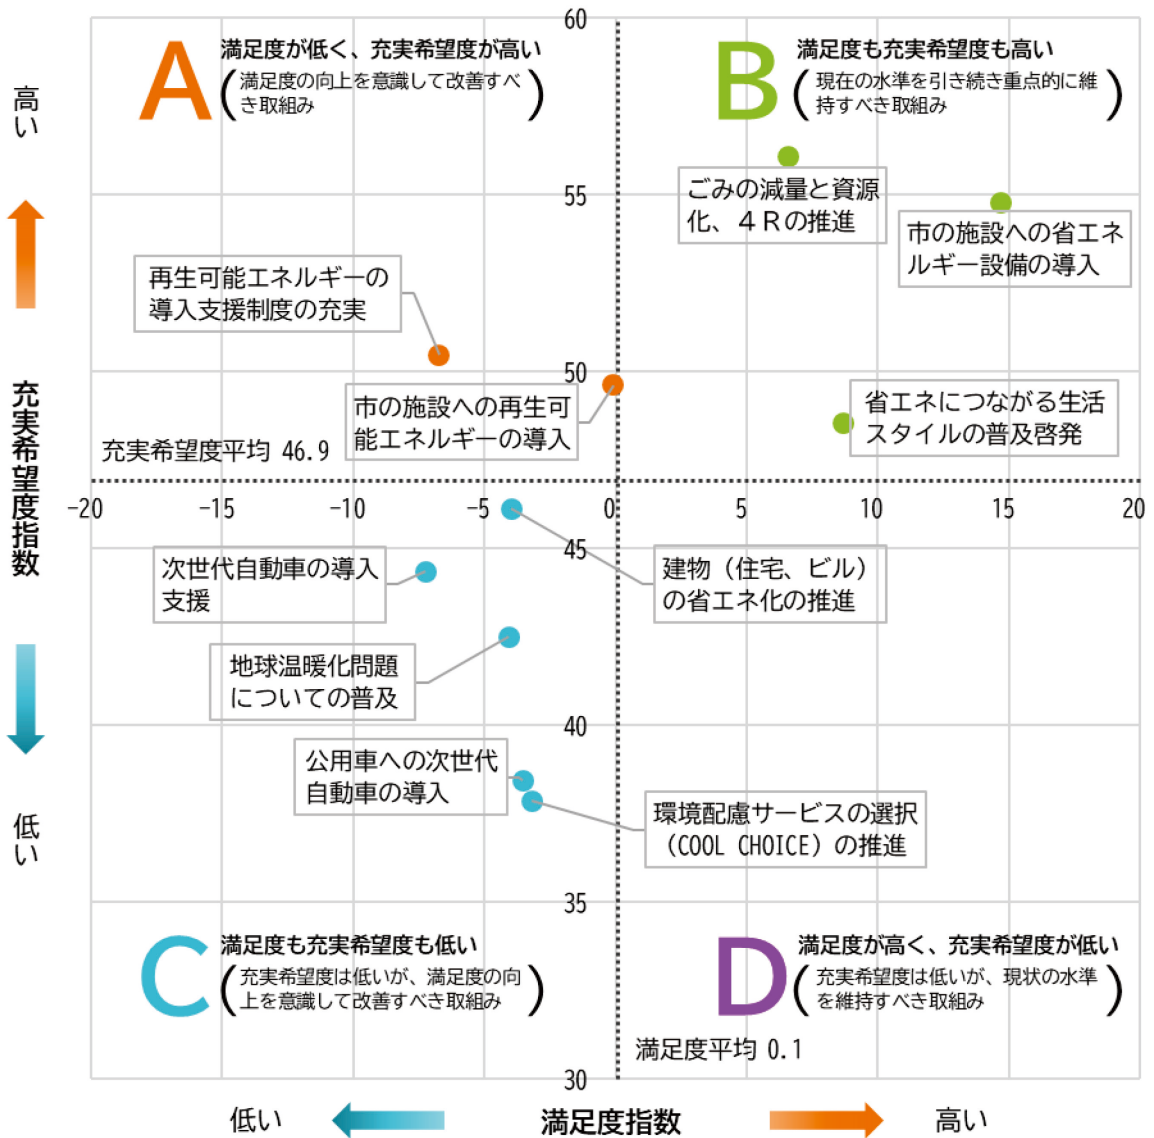 60
A
満足度が低く、充実希望度が高い
(満足度の向上を意識して改善すべ
き取組み)
B
満足度も充実希望度も高い
(現在の水準を引き続き重点的に維
持すべき取組み)
高い
ごみの減量と資源
化、４Ｒの推進
55
市の施設への省エネ
ルギー設備の導入
再生可能エネルギーの
導入支援制度の充実
50
市の施設への再生可
能エネルギーの導入
省エネにつながる生活
スタイルの普及啓発
充実希望度指数
充実希望度平均 46.9
-20
-15
-10
-5
0
5
10
15
20
45
次世代自動車の導入
支援
建物（住宅、ビル）
の省エネ化の推進
地球温暖化問題
についての普及
40
公用車への次世代
自動車の導入
環境配慮サービスの選択
（COOL CHOICE）の推進
低い
35
C
満足度も充実希望度も低い
(充実希望度は低いが、満足度の向
上を意識して改善すべき取組み)
D
満足度が高く、充実希望度が低い
(充実希望度は低いが、現状の水準
を維持すべき取組み)
満足度平均 0.1
30
低い
満足度指数
高い